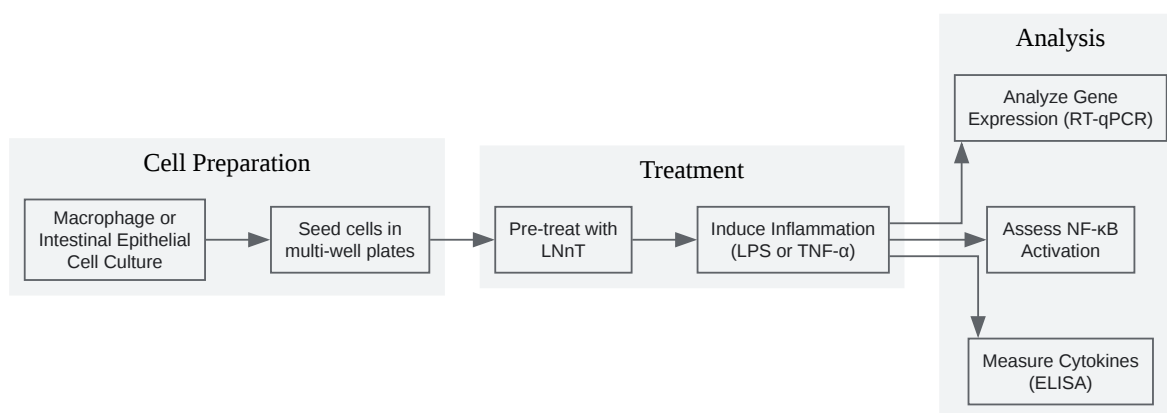 Cell Preparation
Macrophage or
Intestinal Epithelial
Cell Culture
Seed cells in
multi-well plates
Treatment
Pre-treat with
LNnT
Induce Inflammation
(LPS or TNF-α)
Analysis
Analyze Gene
Expression (RT-qPCR)
Assess NF-κB
Activation
Measure Cytokines
(ELISA)